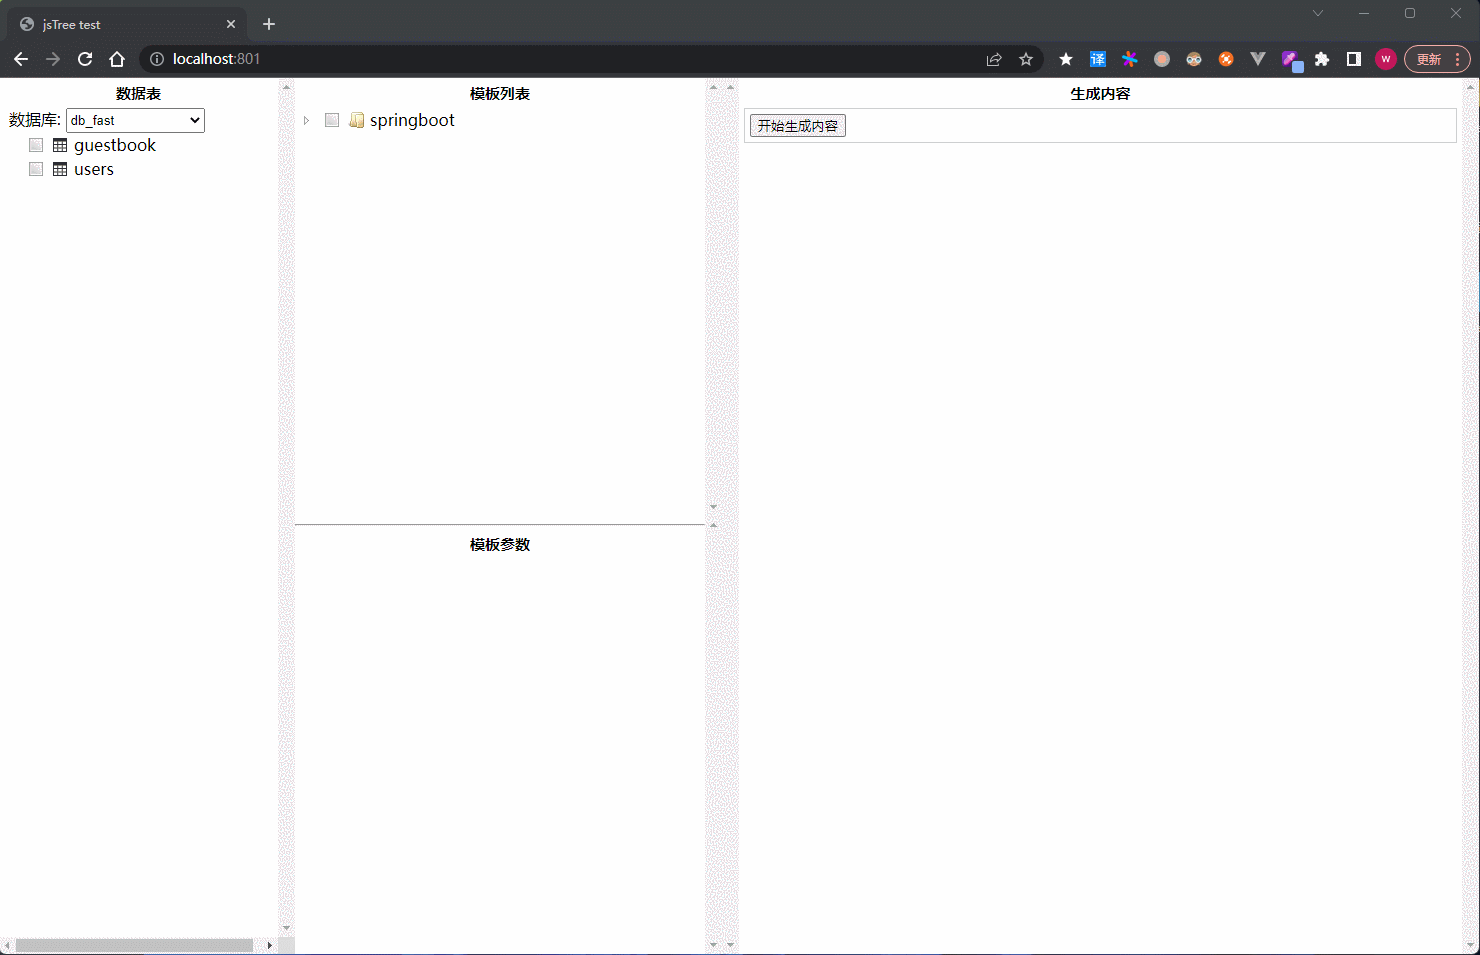 jsTree test
localhost:801
译
W
更新
数据表
数据库: db_fast
guestbook
users
模板列表
springboot
模板参数
生成内容
开始生成内容